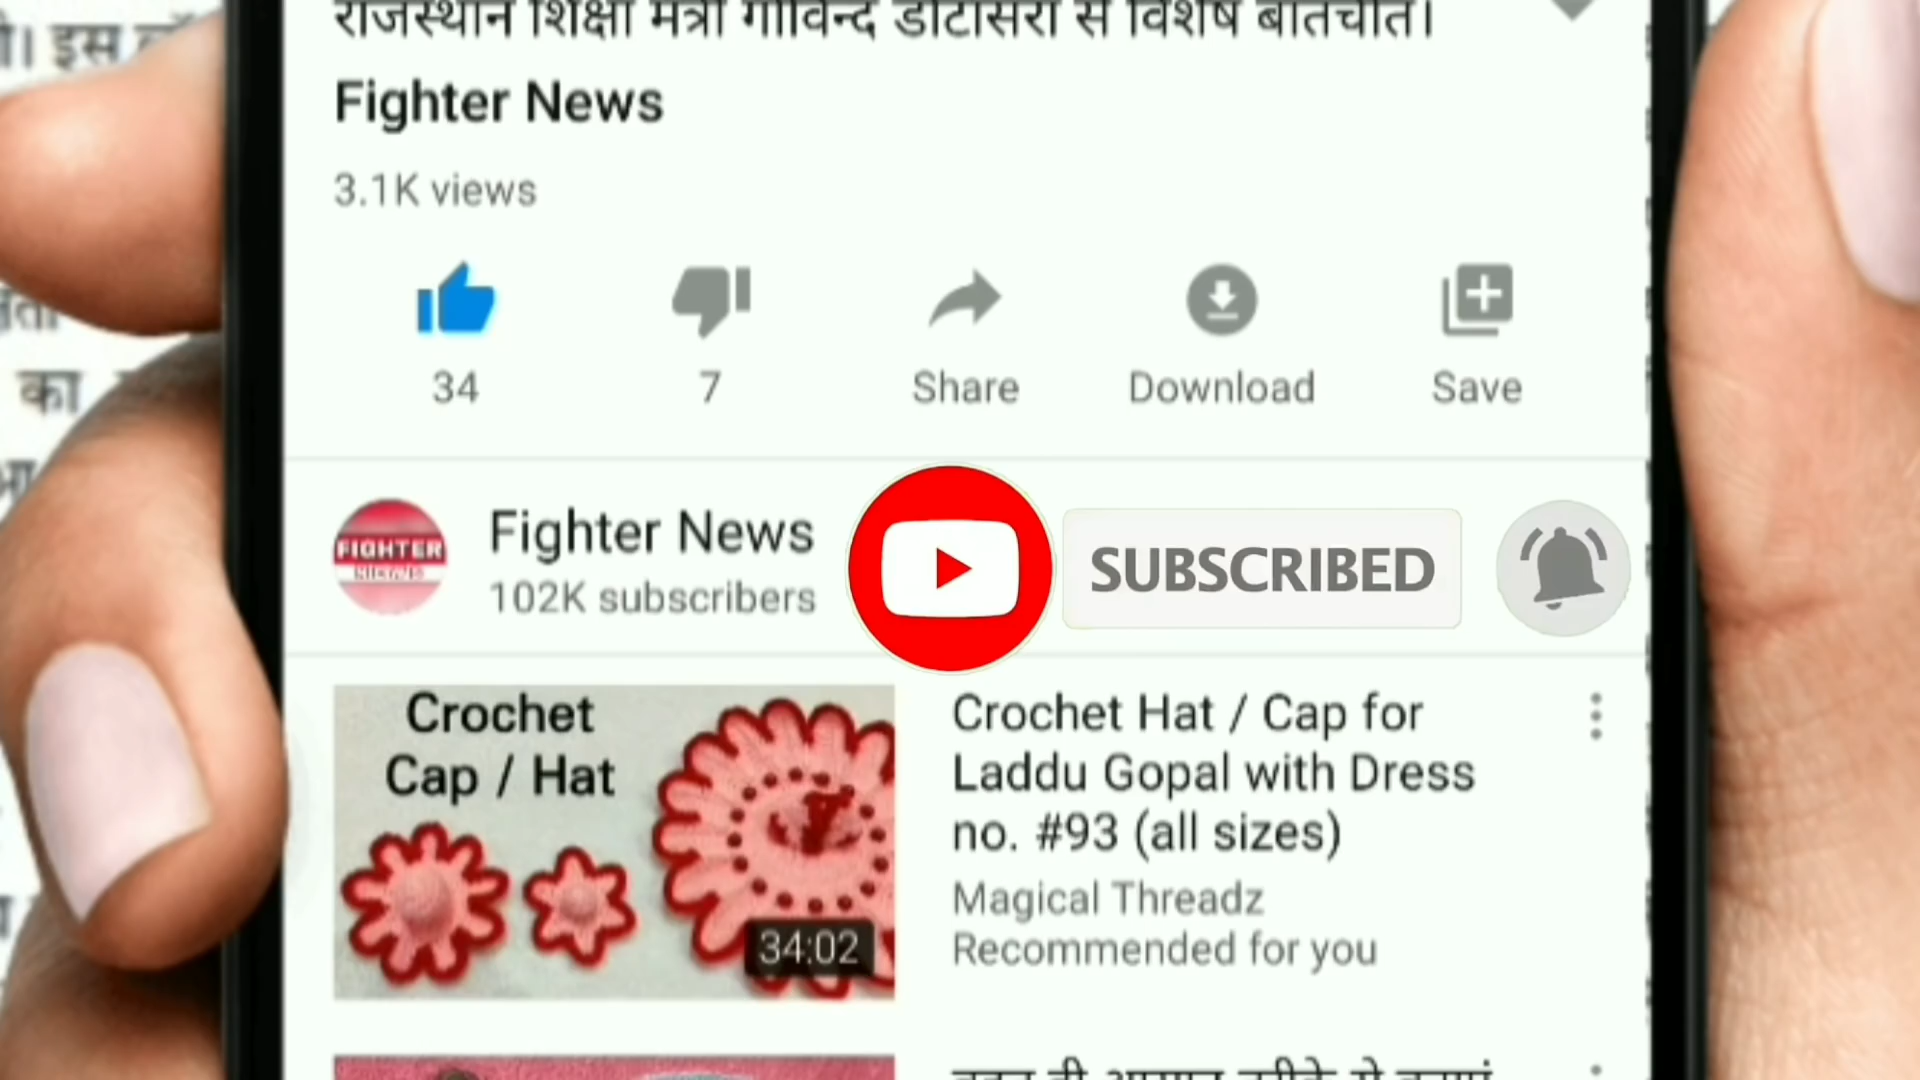 राजस्थान शिक्षा मंत्री गोविन्द डोटासरा से विशेष बातचीत।
Fighter News
3.1K views
34
7
Share
Download
Save
Fighter News
102K subscribers
FIGHTER
SUBSCRIBED
Crochet
Cap / Hat
34:02
Crochet Hat / Cap for
Laddu Gopal with Dress
no. #93 (all sizes)
Magical Threadz
Recommended for you
का
इस